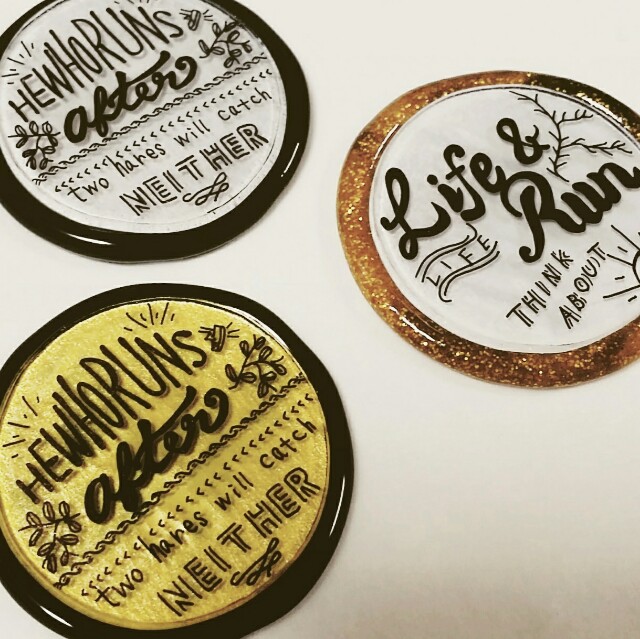 HE WHO RUNS
after
two hares will catch
NEITHER
Life &
Run
LIFE
THINK
ABOUT
HE WHO RUNS
after
two hares will catch
NEITHER